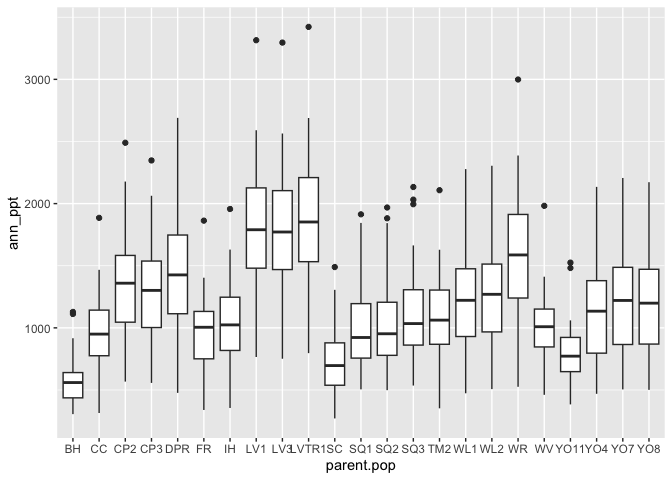 3000
2000
1000
ann_ppt
BH CC CP2 CP3 DPR FR IH LV1 LV3 LVTR1 SC SQ1 SQ2 SQ3 TM2 WL1 WL2 WR WV YO11 YO4 YO7 YO8
parent.pop